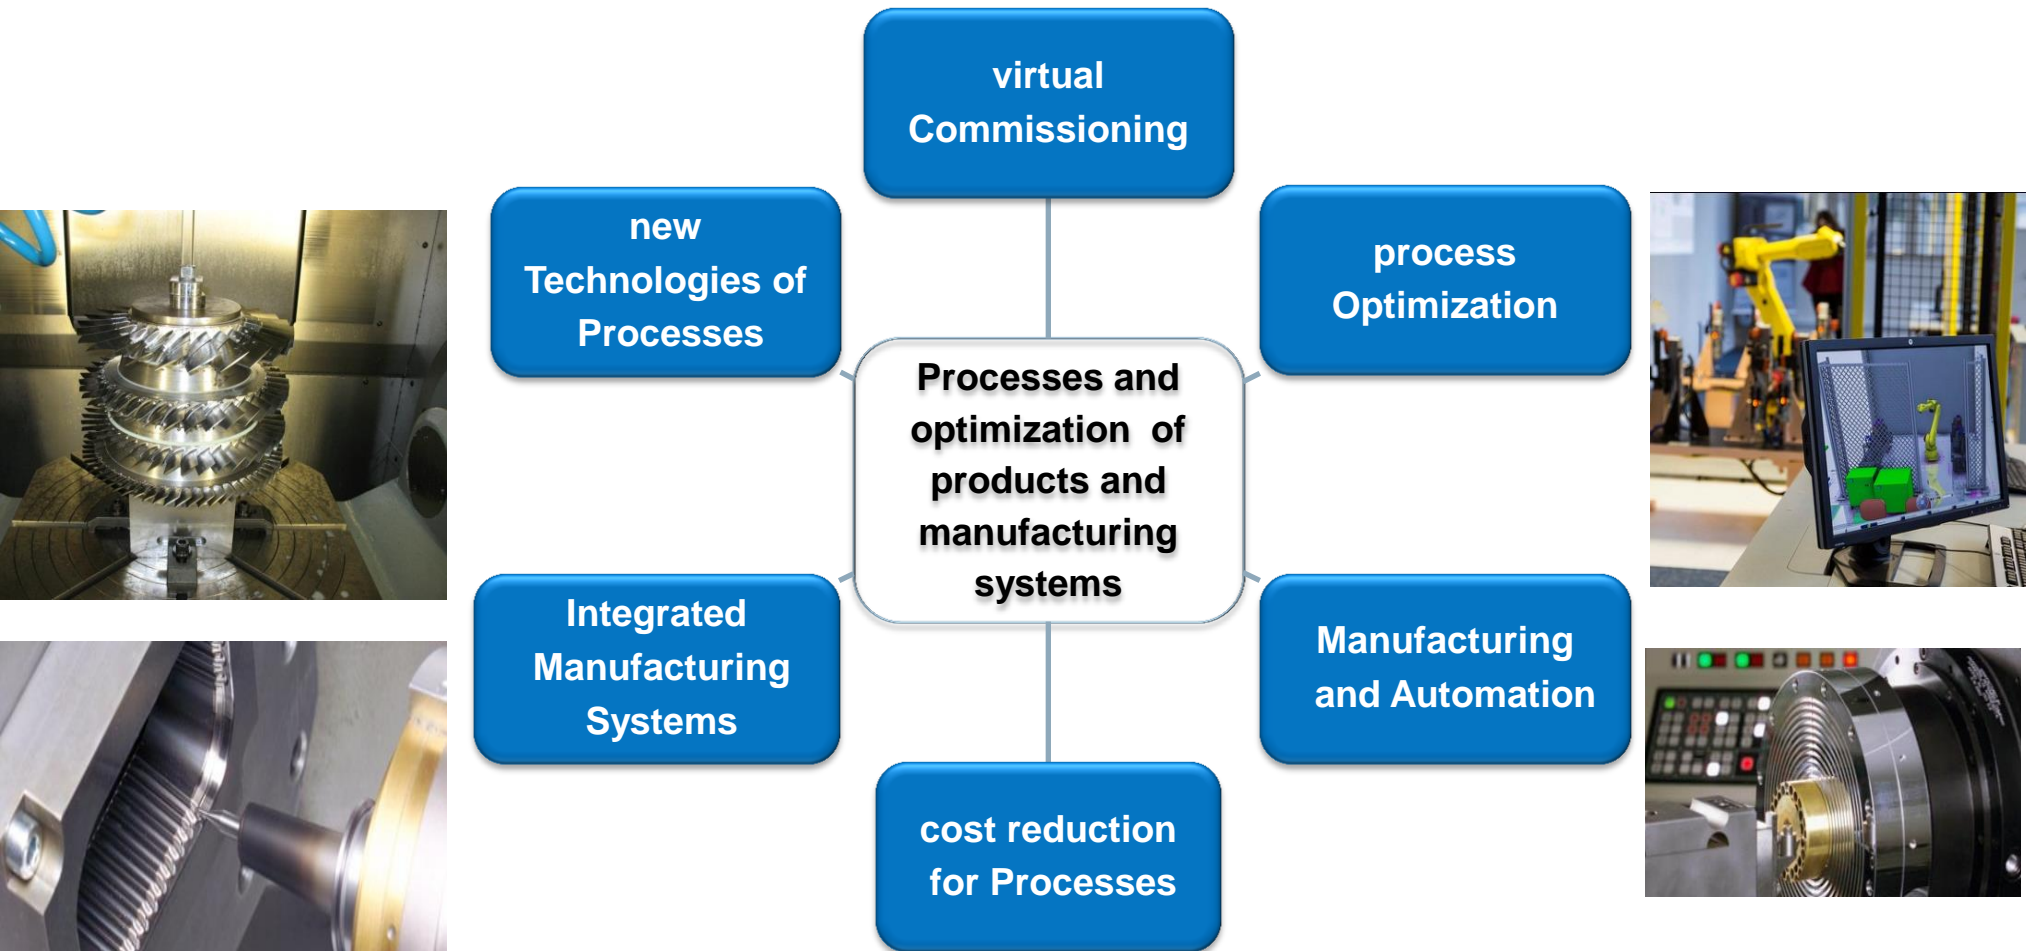 virtual
Commissioning
new
Technologies of
Processes
process
Optimization
Processes and
optimization of
products and
manufacturing
systems
Integrated
Manufacturing
Systems
Manufacturing
and Automation
cost reduction
for Processes